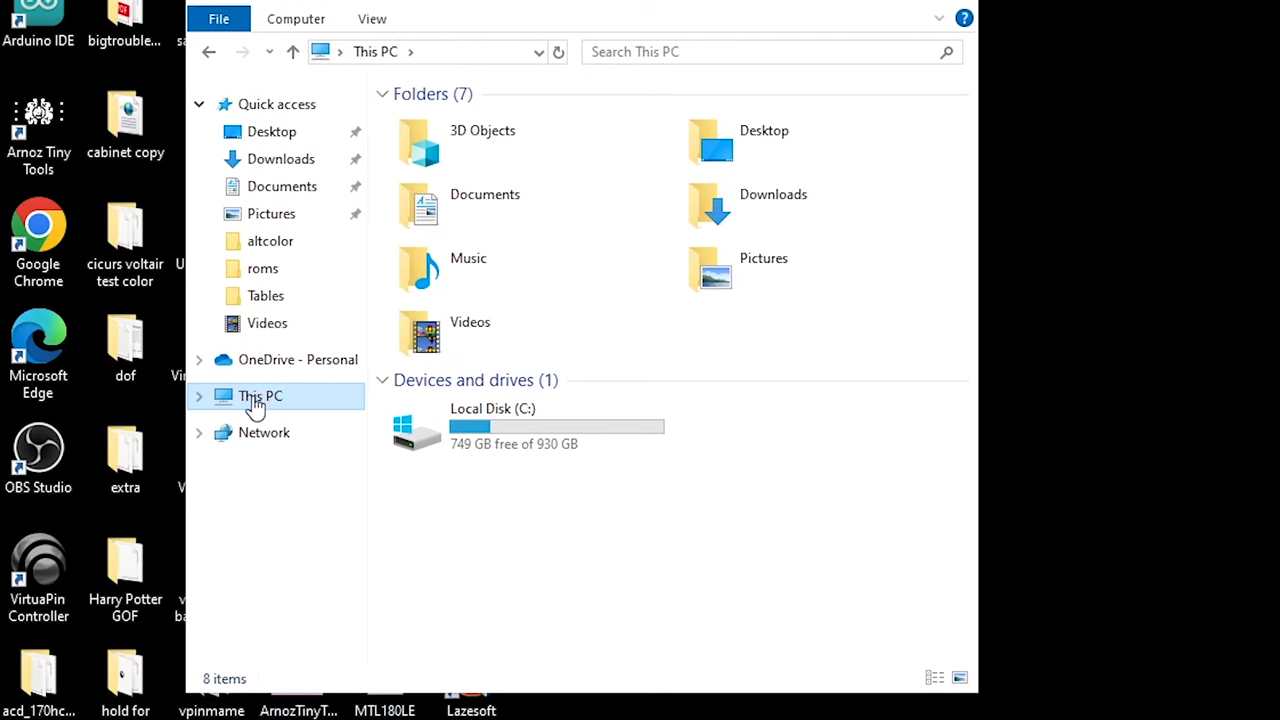 File Computer View
This PC
Search This PC
Quick access
Desktop
Downloads
Documents
Pictures
altcolor
roms
Tables
Videos
OneDrive - Personal
This PC
Network
Folders (7)
3D Objects
Desktop
Documents
Downloads
Music
Pictures
Videos
Devices and drives (1)
Local Disk (C:)
749 GB free of 930 GB
8 items
Arduino IDE
bigtrouble...
Arnoz Tiny
Tools
cabinet copy
Google
Chrome
cicurs voltair
test color
Microsoft
Edge
dof
OBS Studio
extra
VirtuaPin
Controller
Harry Potter
GOF
acd_170hc...
hold for
vpinmame
ArnozTinyT...
MTL180LE
Lazesoft